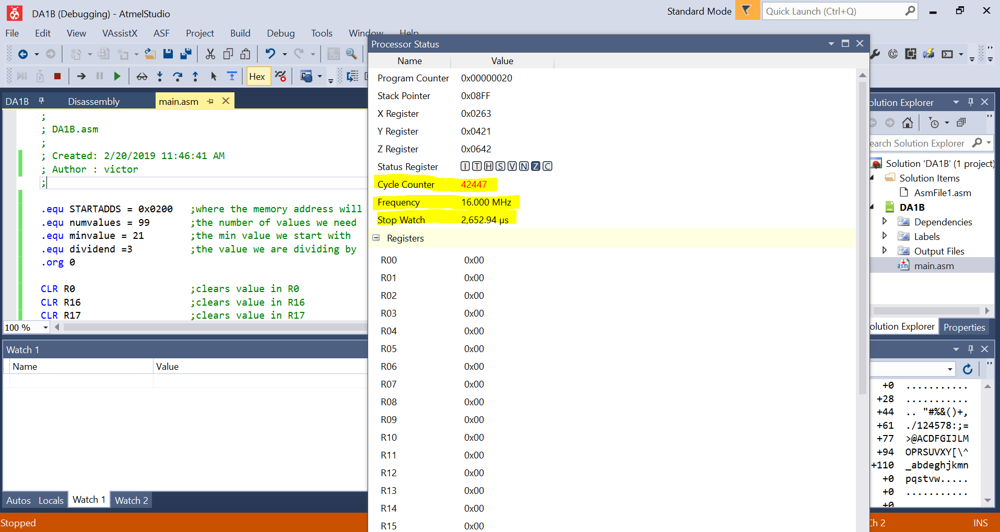 DA1B (Debugging) - AtmelStudio
Standard Mode
Quick Launch (Ctrl+Q)
File Edit View VAssistX ASF Project Build Debug Tools Window Help
Hex
DA1B Disassembly main.asm
;
; DA1B.asm
;
; Created: 2/20/2019 11:46:41 AM
; Author : victor
;
.equ STARTADDS = 0x0200 ;where the memory address will
.equ numvalues = 99 ;the number of values we need
.equ minvalue = 21 ;the min value we start with
.equ dividend =3 ;the value we are dividing by
.org 0
CLR R0 ;clears value in R0
CLR R16 ;clears value in R16
CLR R17 ;clears value in R17
100 %
Watch 1
Name Value
Autos Locals Watch 1 Watch 2
Stopped
Processor Status
Name Value
Program Counter 0x00000020
Stack Pointer 0x08FF
X Register 0x0263
Y Register 0x0421
Z Register 0x0642
Status Register I T H S V N Z C
Cycle Counter 42447
Frequency 16.000 MHz
Stop Watch 2,652.94 µs
Registers
R00 0x00
R01 0x00
R02 0x00
R03 0x00
R04 0x00
R05 0x00
R06 0x00
R07 0x00
R08 0x00
R09 0x00
R10 0x00
R11 0x00
R12 0x00
R13 0x00
R14 0x00
R15 0x00
olution Explorer
earch Solution Explorer
Solution 'DA1B' (1 project)
Solution Items
AsmFile1.asm
DA1B
Dependencies
Labels
Output Files
asm main.asm
olution Explorer Properties
+0 ...........
+28 ...........
+44 .. "#%&()+,
+61 ./124578:;=
+77 >@ACDFGIJLM
+94 OPRSUVXY[\^
+110 _abdeghjkmn
+0 pqstvw.....
+0 ...........
+0
ch 2 INS